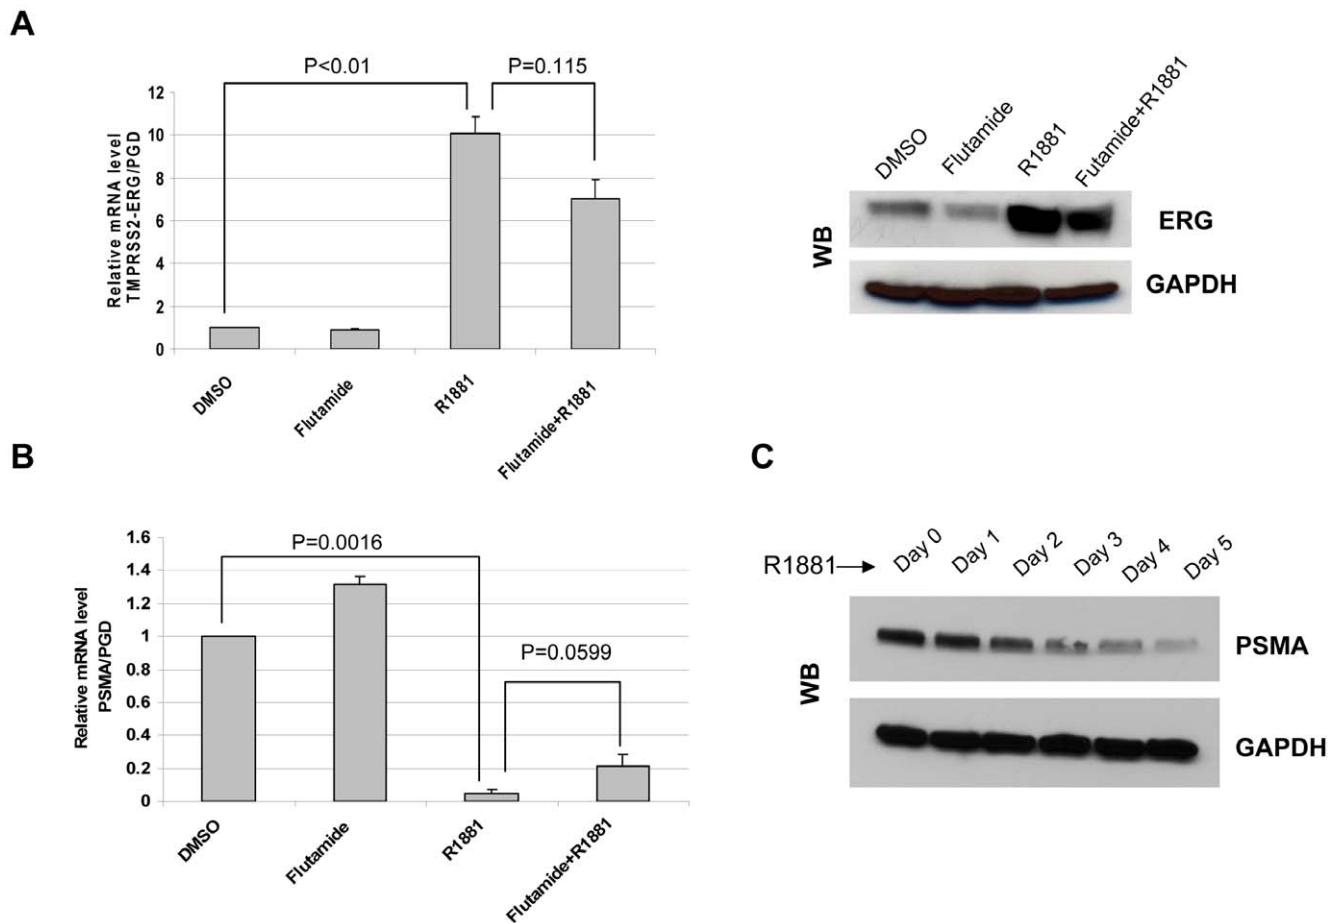 A
P<0.01
P=0.115
Relative mRNA level
TMPRSS2-ERG/PGD
12
10
8
6
4
2
0
DMSO
Flutamide
R1881
Flutamide+R1881
DMSO
Flutamide
R1881
Futamide+R1881
WB
ERG
GAPDH
B
P=0.0016
P=0.0599
Relative mRNA level
PSMA/PGD
1.6
1.4
1.2
1
0.8
0.6
0.4
0.2
0
DMSO
Flutamide
R1881
Flutamide+R1881
C
R1881
Day 0
Day 1
Day 2
Day 3
Day 4
Day 5
WB
PSMA
GAPDH